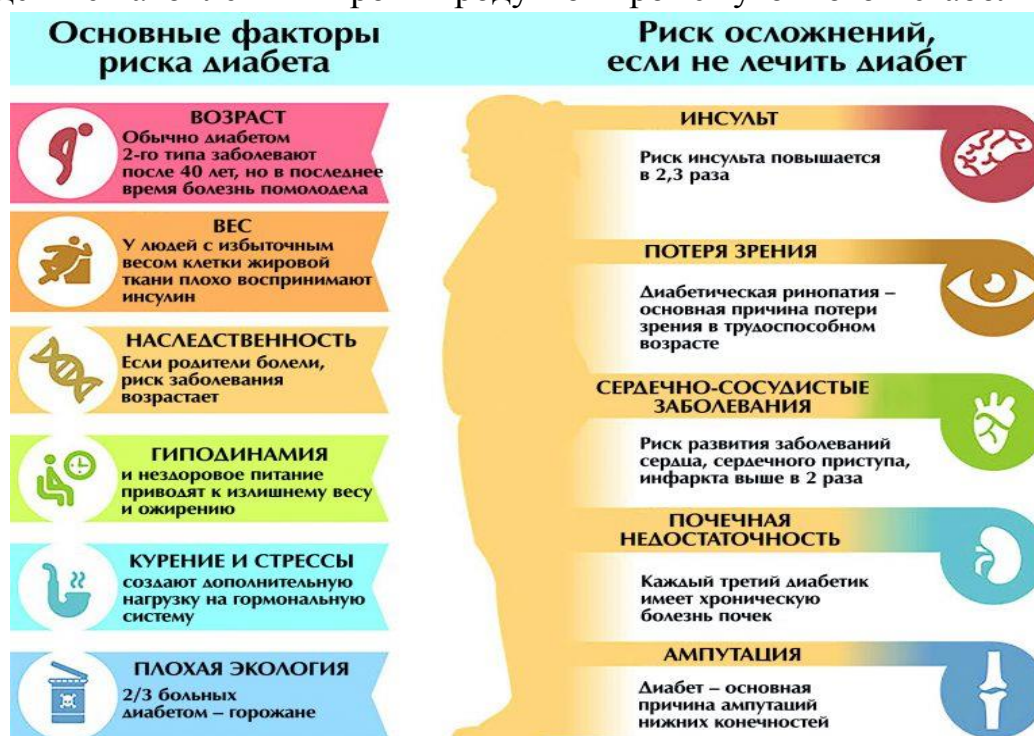 Основные факторы
риска диабета
ВОЗРАСТ
Обычно диабетом
2-го типа заболевают
после 40 лет, но в последнее
время болезнь помолодела
ВЕС
У людей с избыточным
весом клетки жировой
ткани плохо воспринимают
инсулин
НАСЛЕДСТВЕННОСТЬ
Если родители болели,
риск заболевания
возрастает
ГИПОДИНАМИЯ
и нездоровое питание
приводят к излишнему весу
и ожирению
КУРЕНИЕ И СТРЕССЫ
создают дополнительную
нагрузку на гормональную
систему
ПЛОХАЯ ЭКОЛОГИЯ
2/3 больных
диабетом – горожане
Риск осложнений,
если не лечить диабет
ИНСУЛЬТ
Риск инсульта повышается
в 2,3 раза
ПОТЕРЯ ЗРЕНИЯ
Диабетическая ринопатия –
основная причина потери
зрения в трудоспособном
возрасте
СЕРДЕЧНО-СОСУДИСТЫЕ
ЗАБОЛЕВАНИЯ
Риск развития заболеваний
сердца, сердечного приступа,
инфаркта выше в 2 раза
ПОЧЕЧНАЯ
НЕДОСТАТОЧНОСТЬ
Каждый третий диабетик
имеет хроническую
болезнь почек
АМПУТАЦИЯ
Диабет – основная
причина ампутаций
нижних конечностей